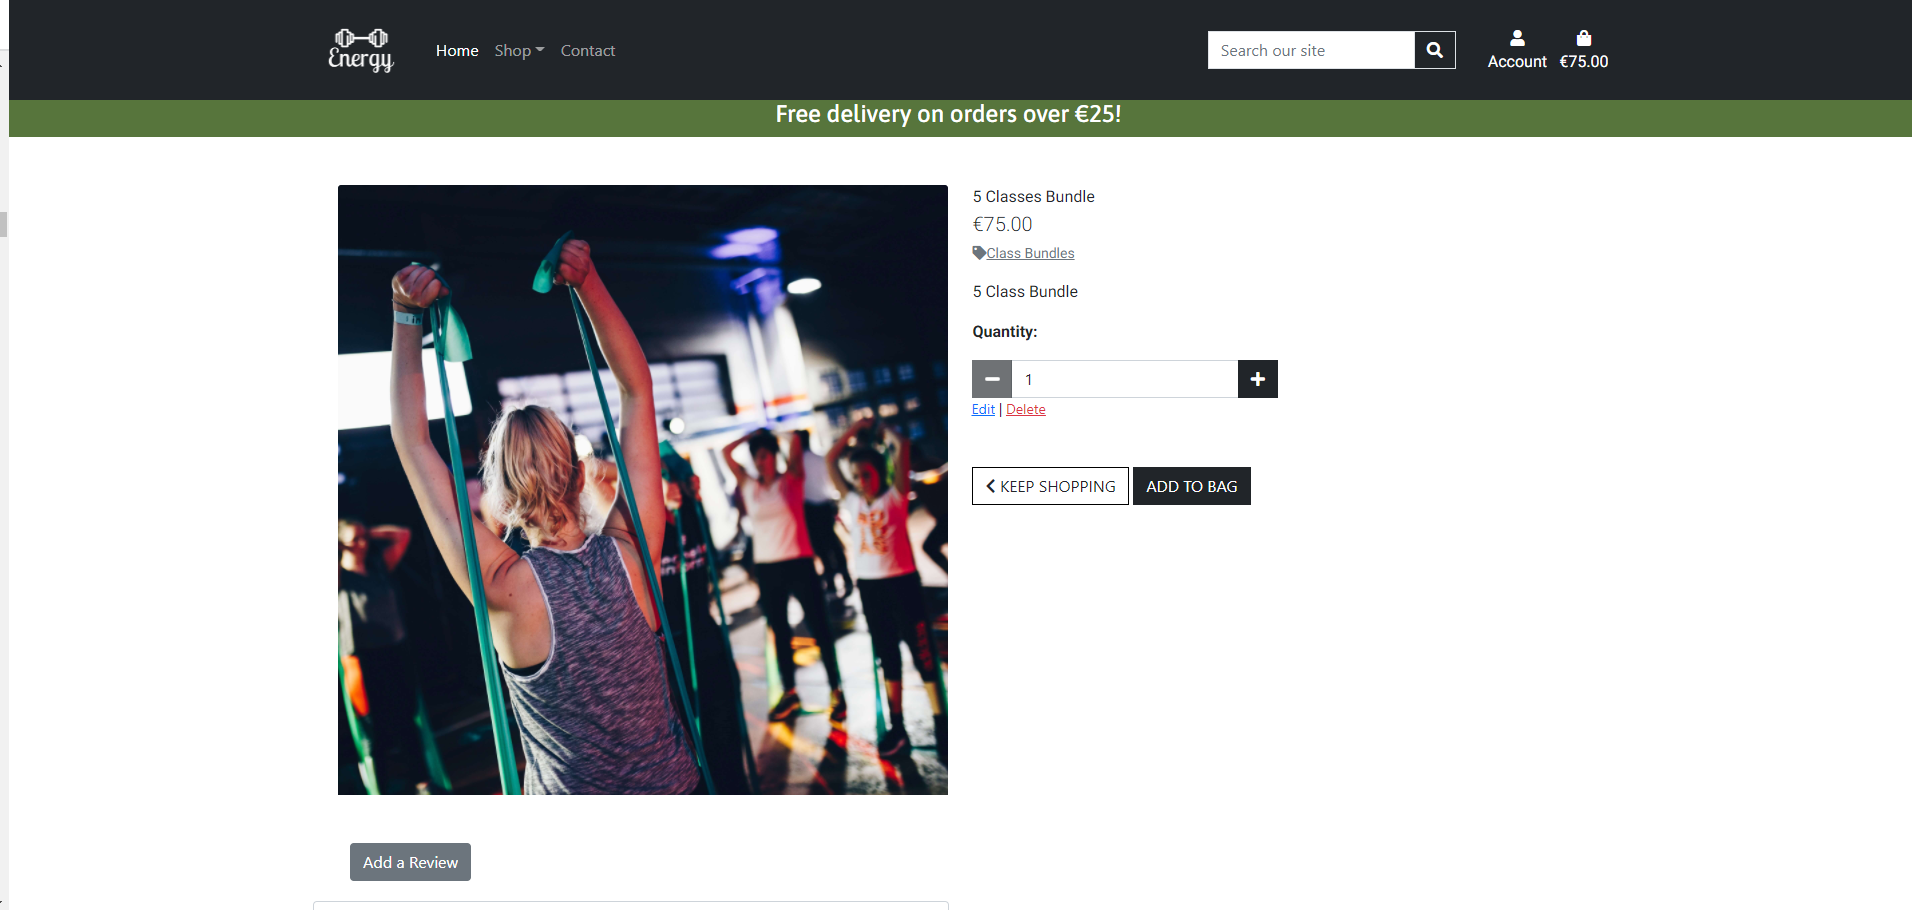 Energy
Home Shop Contact
Search our site
Account €75.00
Free delivery on orders over €25!
5 Classes Bundle
€75.00
Class Bundles
5 Class Bundle
Quantity:
1
Edit | Delete
KEEP SHOPPING ADD TO BAG
Add a Review